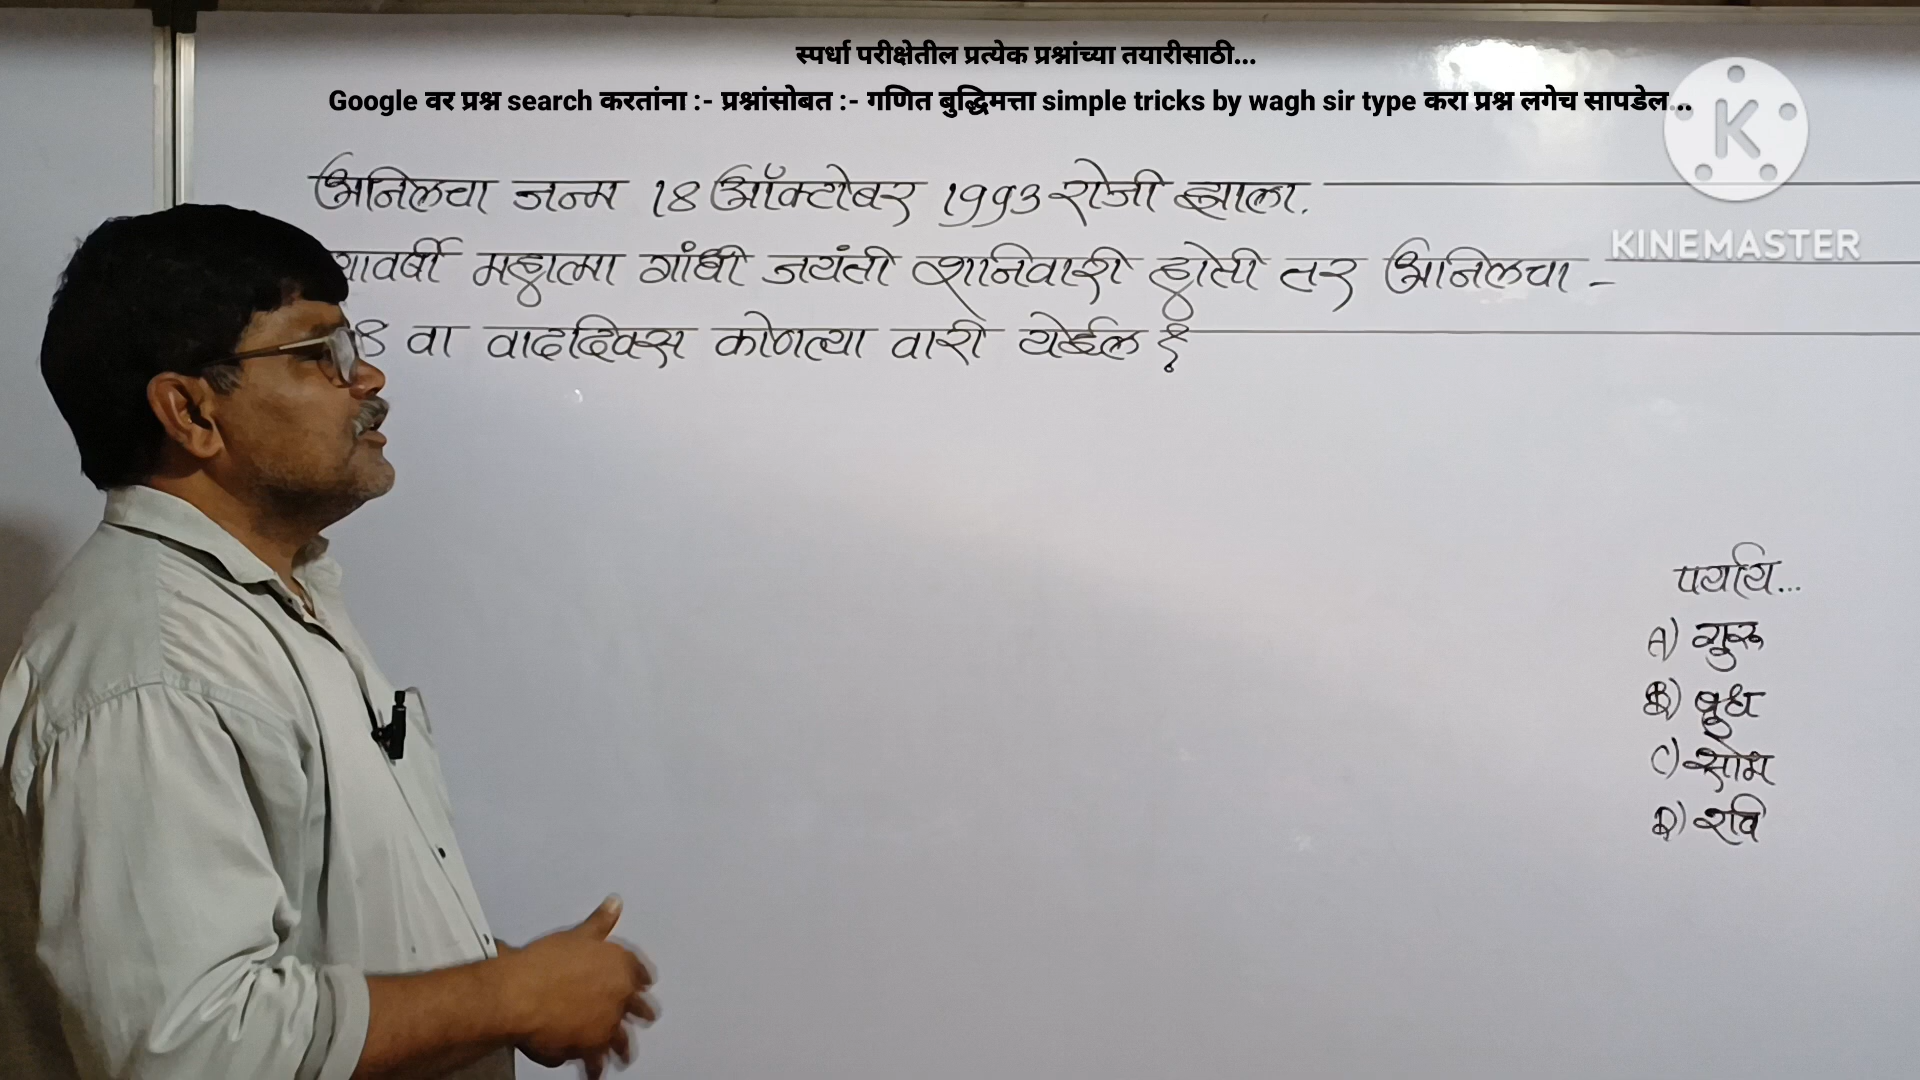 स्पर्धा परीक्षेतील प्रत्येक प्रश्नांच्या तयारीसाठी...
Google वर प्रश्न search करतांना :- प्रश्नांसोबत :- गणित बुद्धिमत्ता simple tricks by wagh sir type करा प्रश्न लगेच सापडेल...
K
KINEMASTER
अनिलचा जन्म 18 ऑक्टोबर 1993 रोजी झाला.
यावर्षी महात्मा गांधी जयंती शनिवारी होती तर अनिलचा -
8 वा वाढदिवस कोणत्या वारी येईल ?
पर्याय...
A) गुरु
B) बुध
C) सोम
D) रवि